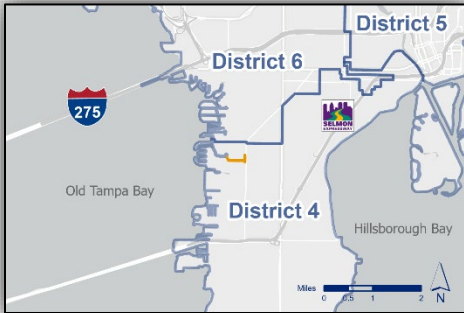 District 5
District 6
275
SELMON
EXPRESSWAY
Old Tampa Bay
District 4
Hillsborough Bay
Miles
0 0.5 1 2
N